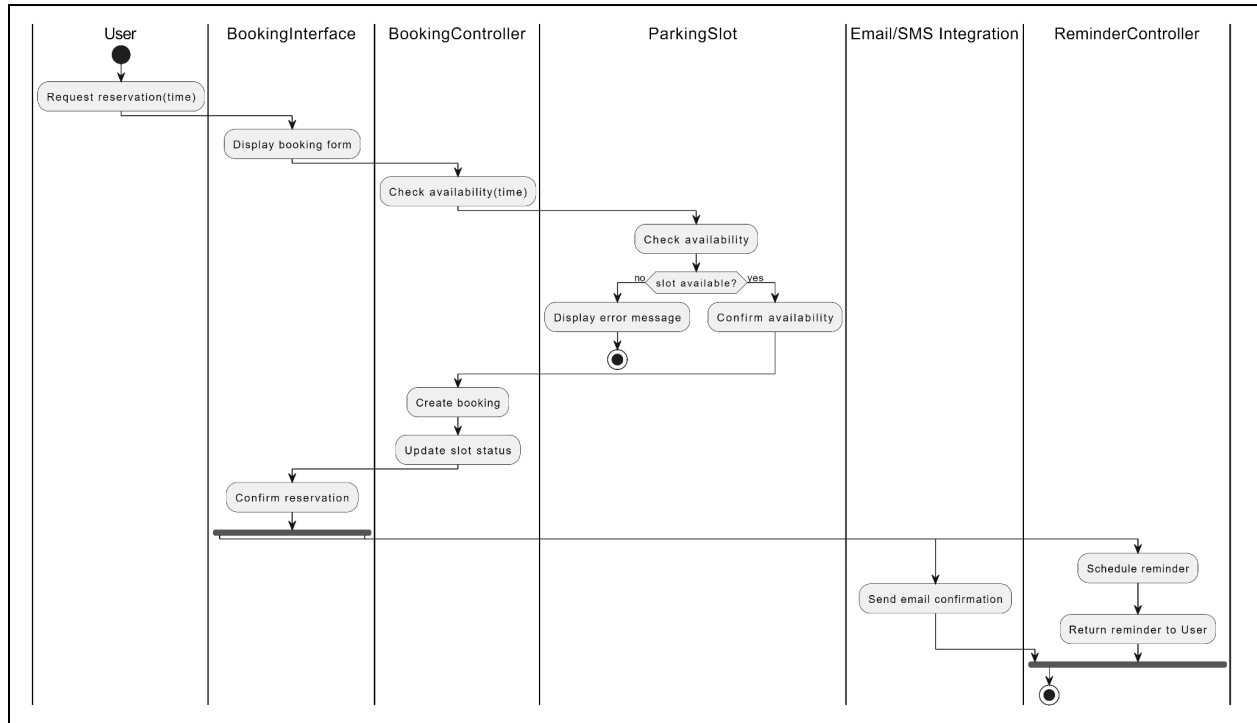 User
BookingInterface
BookingController
ParkingSlot
Email/SMS Integration
ReminderController
Request reservation(time)
Display booking form
Check availability(time)
Check availability
no
slot available?
yes
Display error message
Confirm availability
Create booking
Update slot status
Confirm reservation
Schedule reminder
Send email confirmation
Return reminder to User